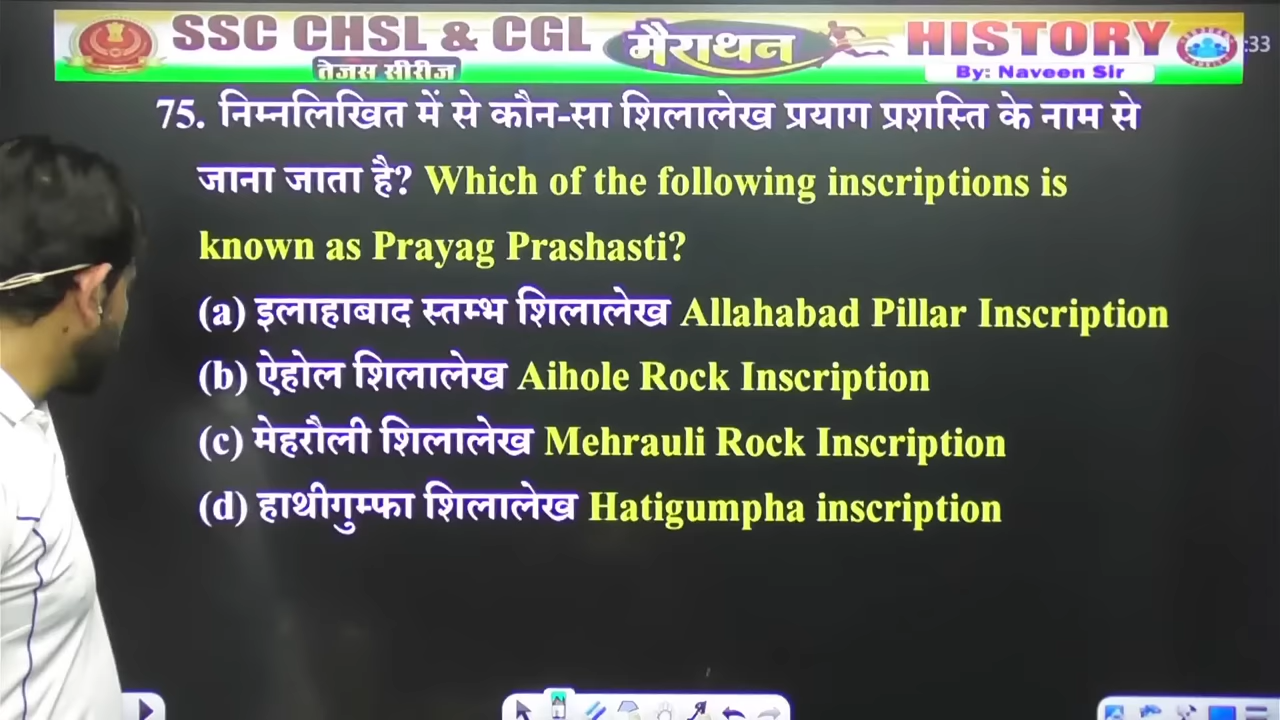 SSC CHSL & CGL मैराथन HISTORY :33
तेजस सीरीज By: Naveen Sir
75. निम्नलिखित में से कौन-सा शिलालेख प्रयाग प्रशस्ति के नाम से
जाना जाता है? Which of the following inscriptions is
known as Prayag Prashasti?
(a) इलाहाबाद स्तम्भ शिलालेख Allahabad Pillar Inscription
(b) ऐहोल शिलालेख Aihole Rock Inscription
(c) मेहरौली शिलालेख Mehrauli Rock Inscription
(d) हाथीगुम्फा शिलालेख Hatigumpha inscription